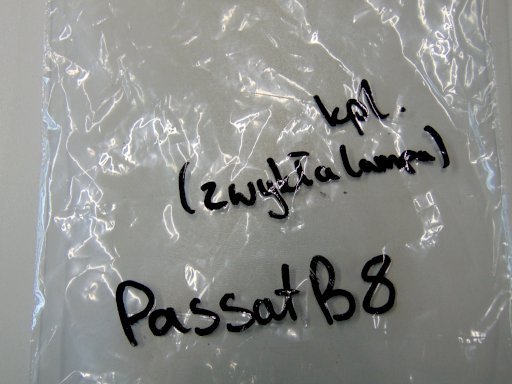 kpl.
(zwykła lampa)
Passat B8